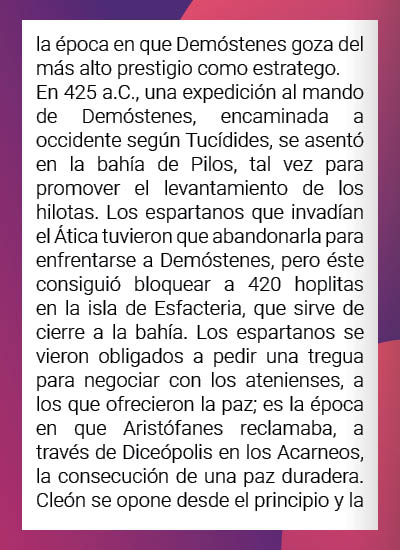 la época en que Demóstenes goza del
más alto prestigio como estratego.
En 425 a.C., una expedición al mando
de Demóstenes, encaminada a
occidente según Tucídides, se asentó
en la bahía de Pilos, tal vez para
promover el levantamiento de los
hilotas. Los espartanos que invadían
el Ática tuvieron que abandonarla para
enfrentarse a Demóstenes, pero éste
consiguió bloquear a 420 hoplitas
en la isla de Esfacteria, que sirve de
cierre a la bahía. Los espartanos se
vieron obligados a pedir una tregua
para negociar con los atenienses, a
los que ofrecieron la paz; es la época
en que Aristófanes reclamaba, a
través de Diceópolis en los Acarneos,
la consecución de una paz duradera.
Cleón se opone desde el principio y la